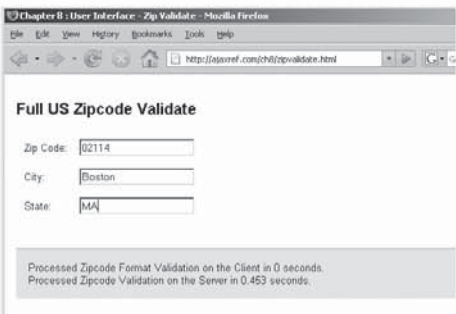 Chapter 8 : User Interface - Zip Validate - Mozilla Firefox
File Edit View History Bookmarks Tools Help
http://ajaxref.com/ch8/zipvalidate.html
Full US Zipcode Validate
Zip Code: 02114
City: Boston
State: MA
Processed Zipcode Format Validation on the Client in 0 seconds.
Processed Zipcode Validation on the Server in 0.453 seconds.